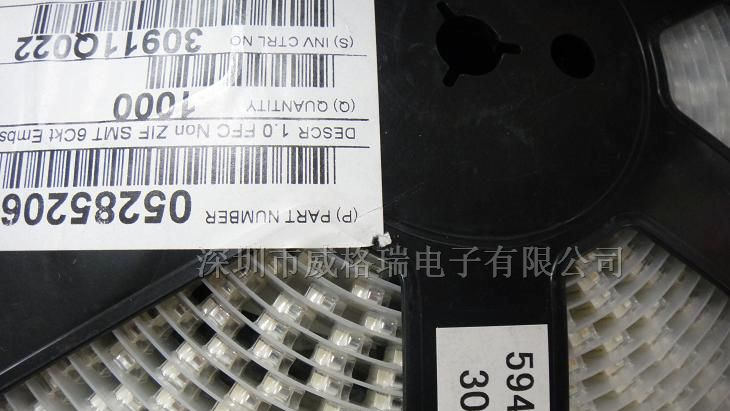 (P) PART NUMBER 05285206
DESCR 1.0 FFC Non ZIF SMT 6Ckt Embs
(Q) QUANTITY 1000
(S) INV CTRL NO 30911Q022
深圳市威格瑞电子有限公司
594
30